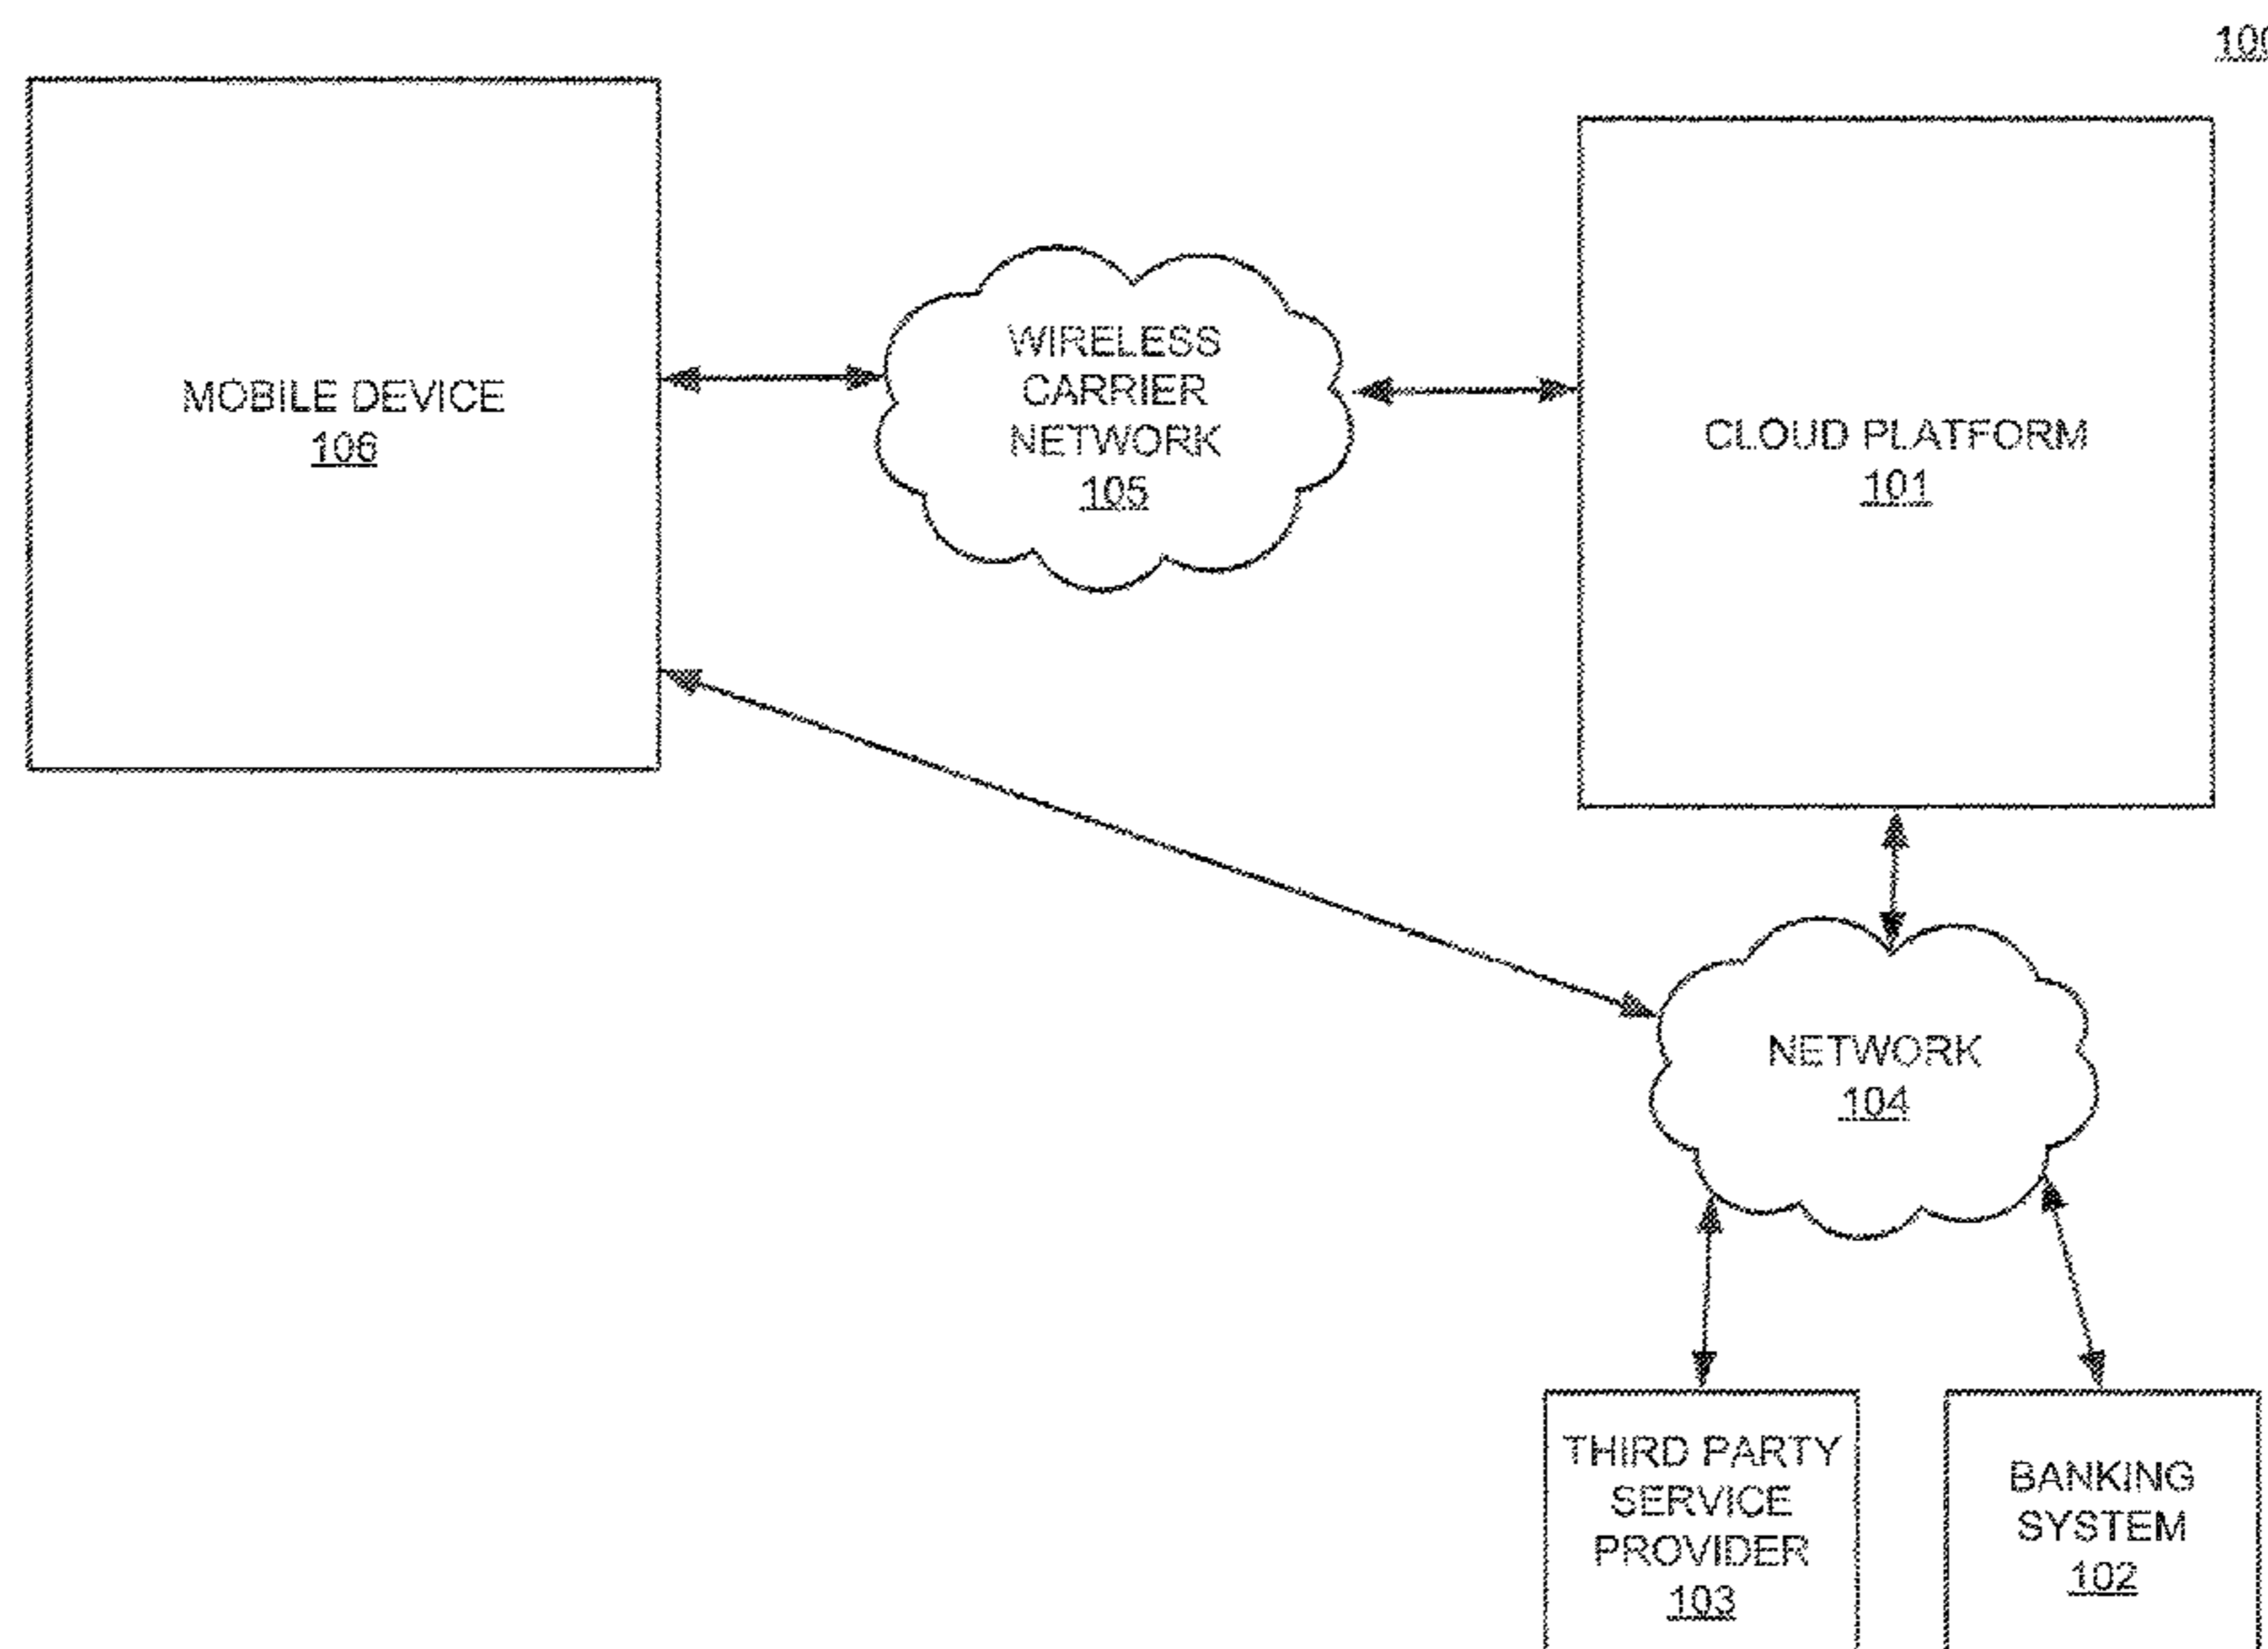 100
MOBILE DEVICE
106
WIRELESS
CARRIER
NETWORK
105
CLOUD PLATFORM
101
NETWORK
104
THIRD PARTY
SERVICE
PROVIDER
103
BANKING
SYSTEM
102